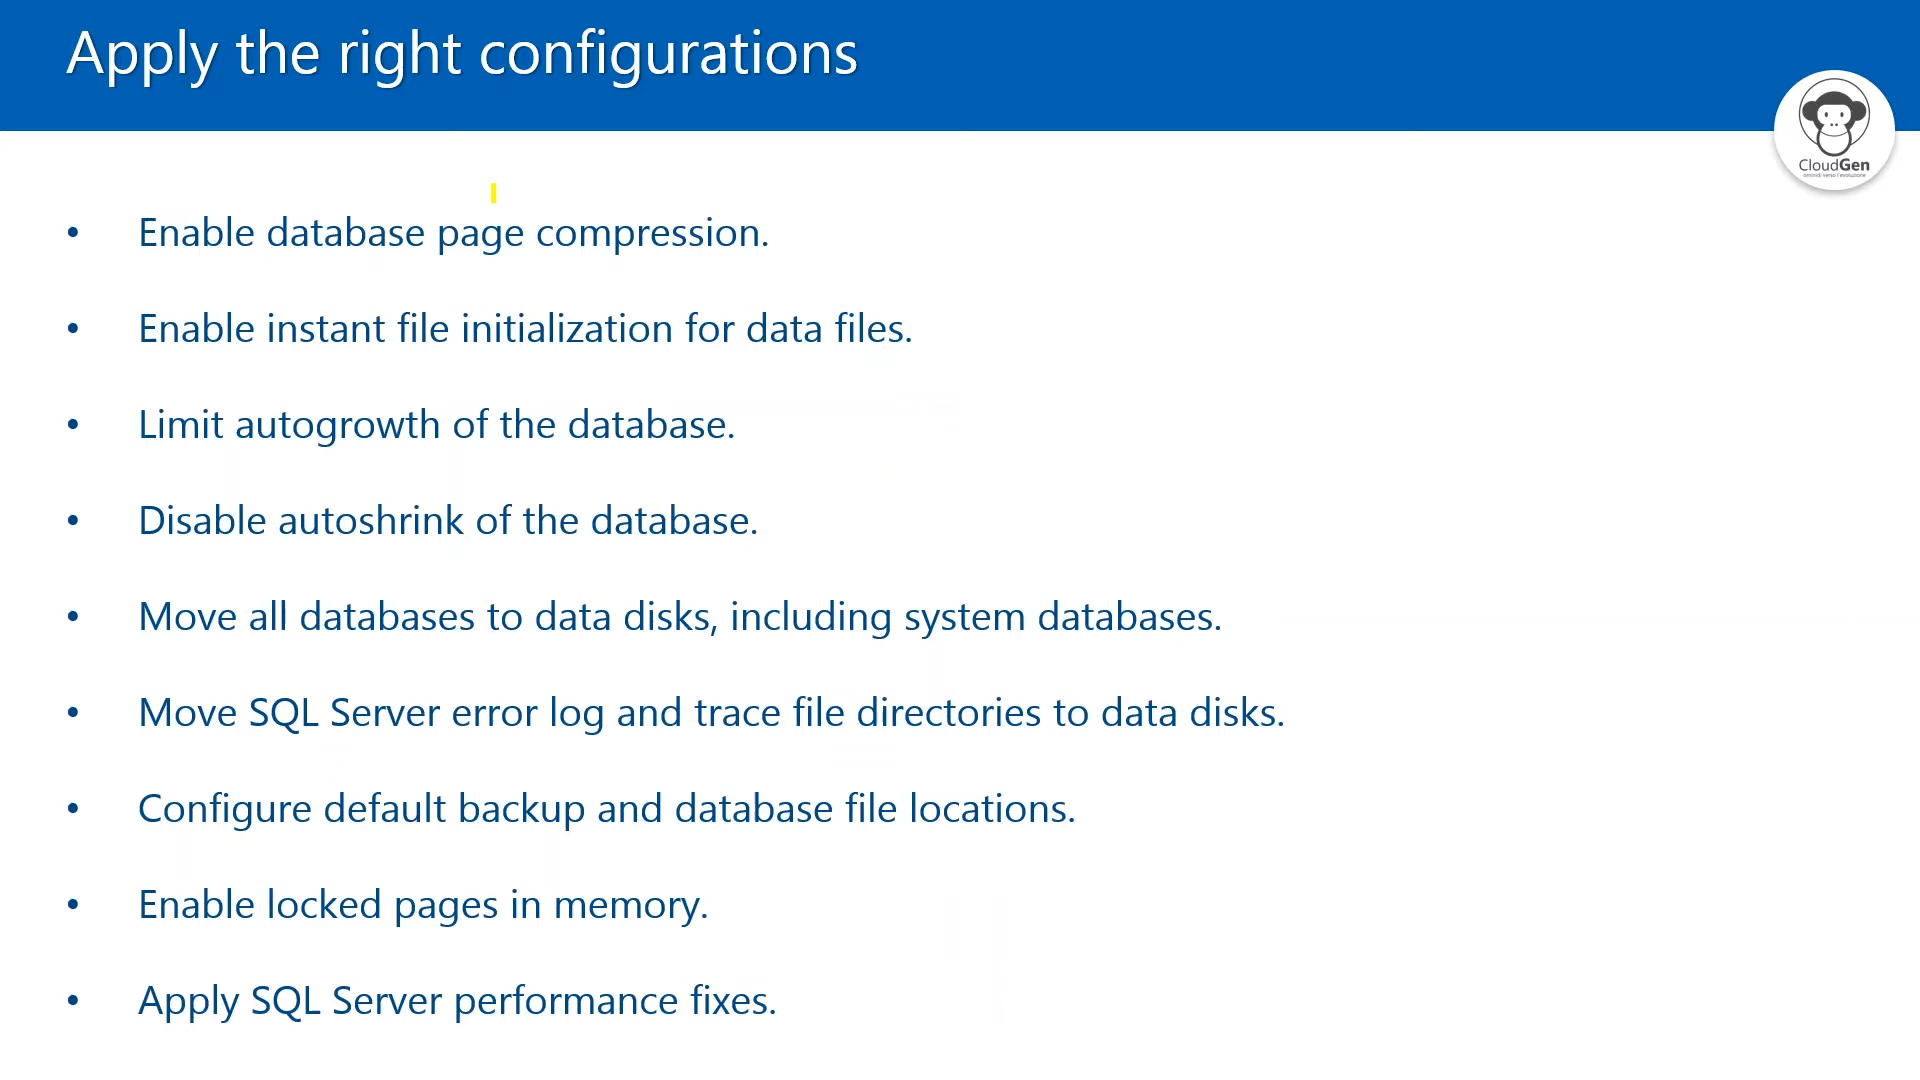 Apply the right configurations
CloudGen
• Enable database page compression.
• Enable instant file initialization for data files.
• Limit autogrowth of the database.
• Disable autoshrink of the database.
• Move all databases to data disks, including system databases.
• Move SQL Server error log and trace file directories to data disks.
• Configure default backup and database file locations.
• Enable locked pages in memory.
• Apply SQL Server performance fixes.